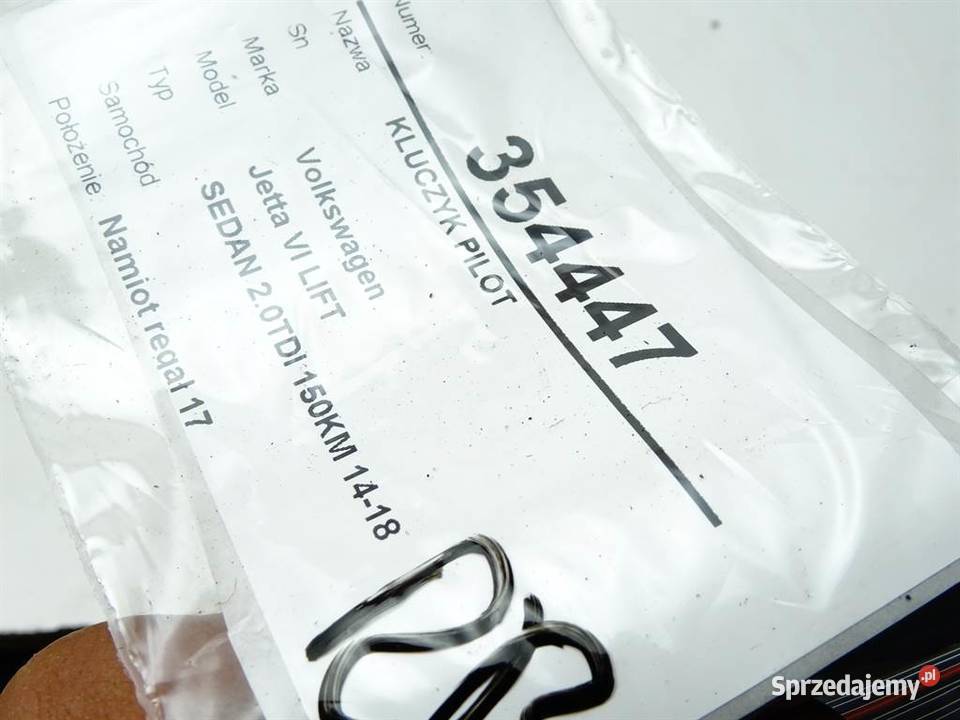 Numer 354447
Nazwa KLUCZYK PILOT
Sn
Marka Volkswagen
Model Jetta VI LIFT
Typ SEDAN 2.0TDI 150KM 14-18
Samochód
Położenie: Namiot regał 17
Sprzedajemy.pl